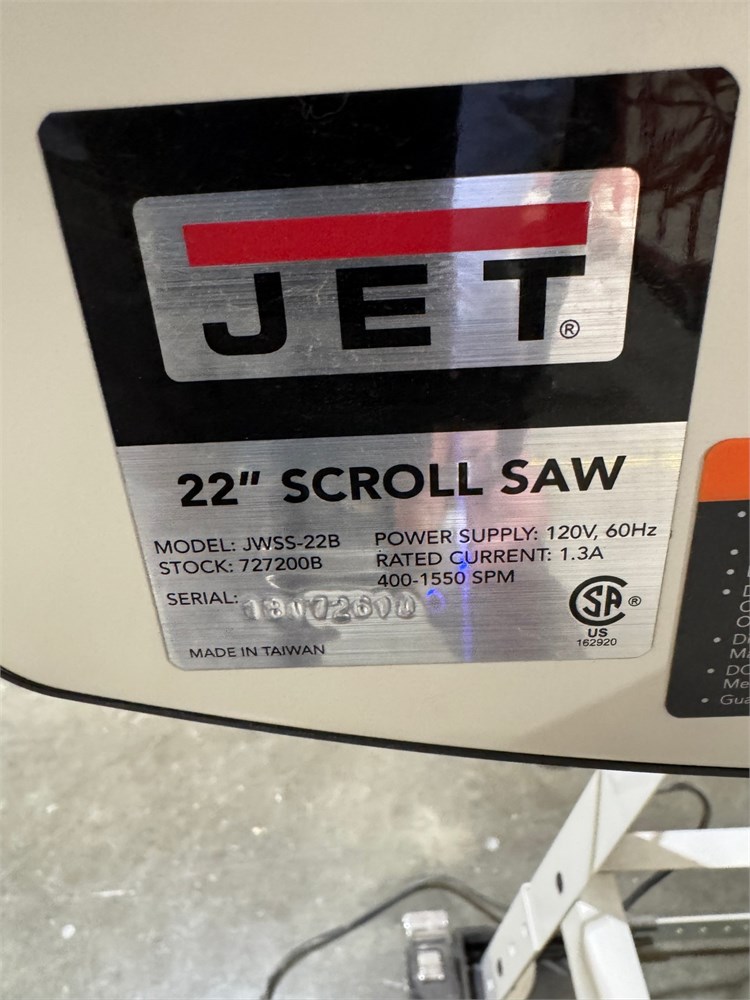 JET®
22" SCROLL SAW
MODEL: JWSS-22B
STOCK: 727200B
SERIAL:
POWER SUPPLY: 120V, 60Hz
RATED CURRENT: 1.3A
400-1550 SPM
SA ®
US
162920
MADE IN TAIWAN